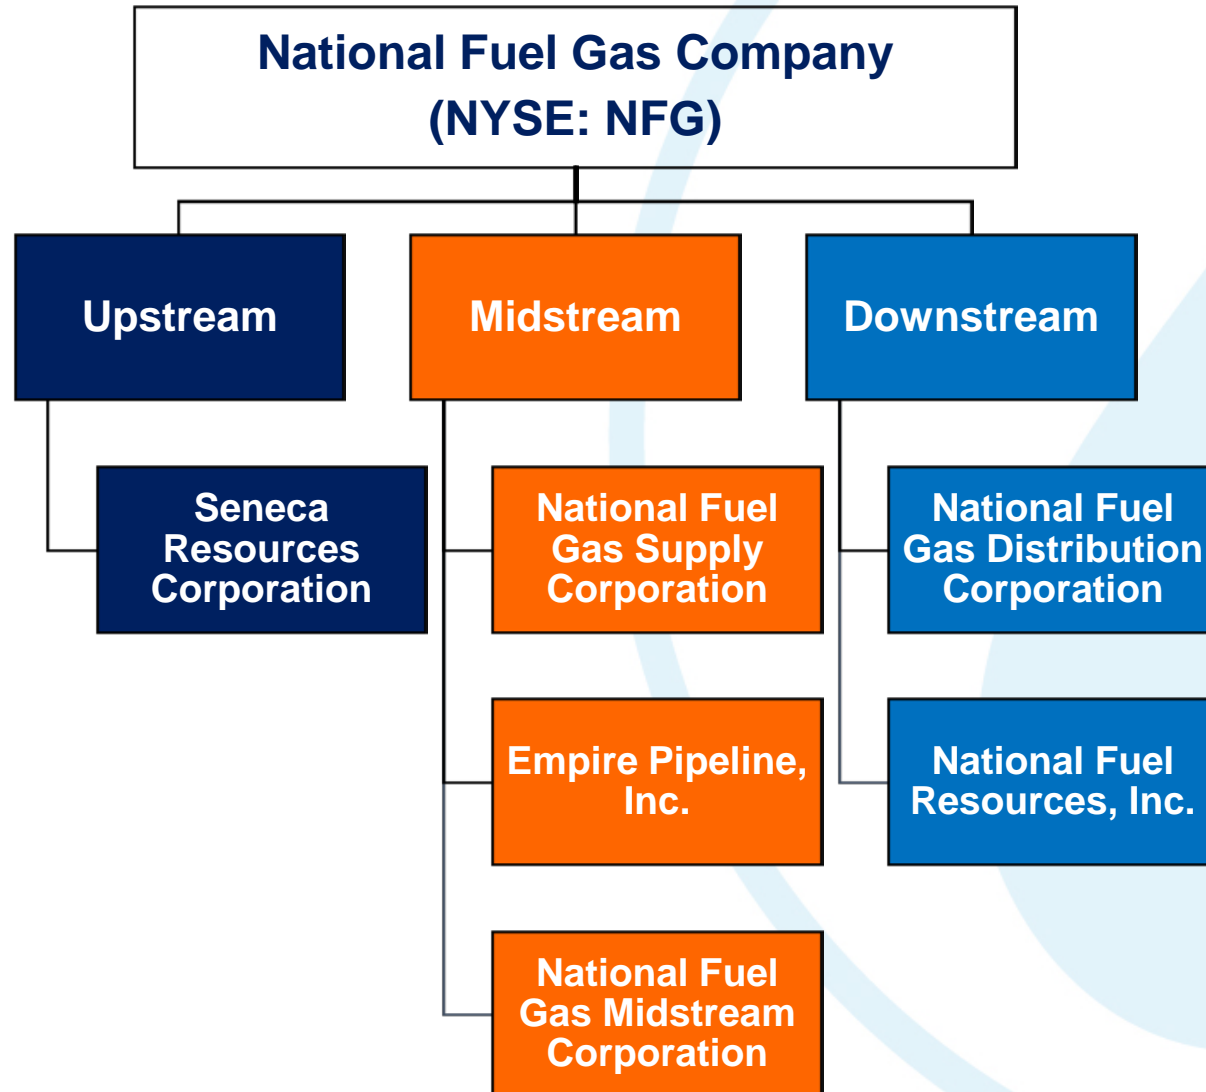 National Fuel Gas Company
(NYSE: NFG)
Upstream
Midstream
Downstream
Seneca
Resources
Corporation
National Fuel
Gas Supply
Corporation
National Fuel
Gas Distribution
Corporation
Empire Pipeline,
Inc.
National Fuel
Resources, Inc.
National Fuel
Gas Midstream
Corporation